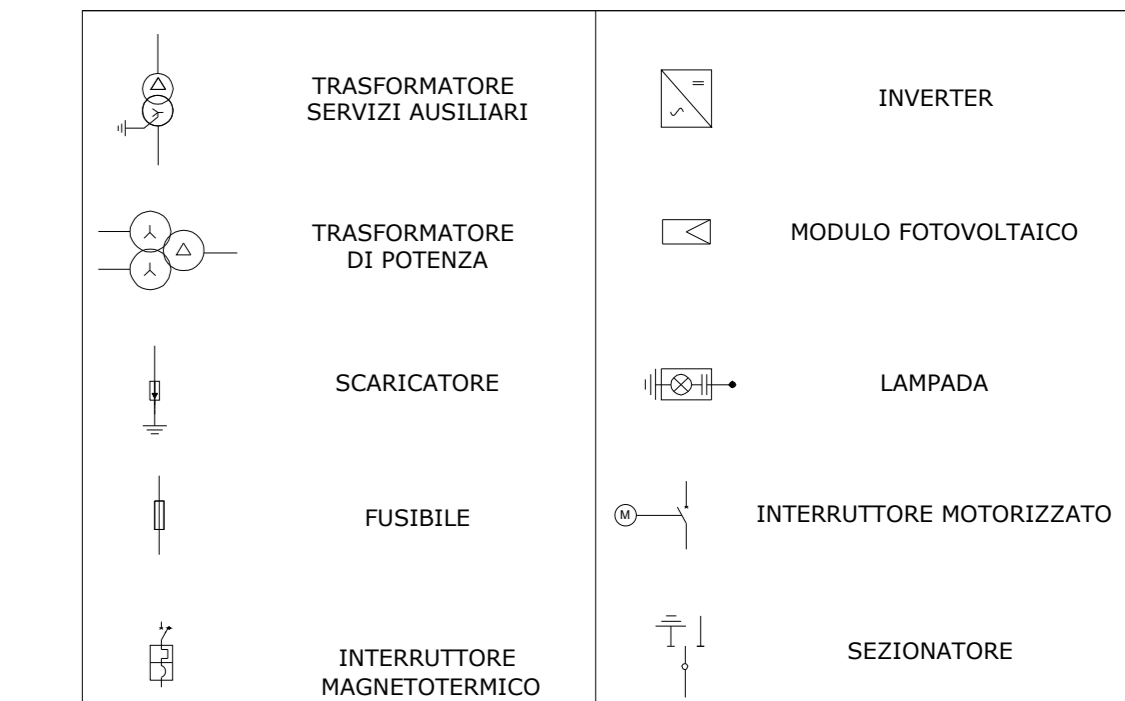 TRASFORMATORE
SERVIZI AUSILIARI
INVERTER
TRASFORMATORE
DI POTENZA
MODULO FOTOVOLTAICO
SCARICATORE
LAMPADA
FUSIBILE
M
INTERRUTTORE MOTORIZZATO
INTERRUTTORE
MAGNETOTERMICO
SEZIONATORE